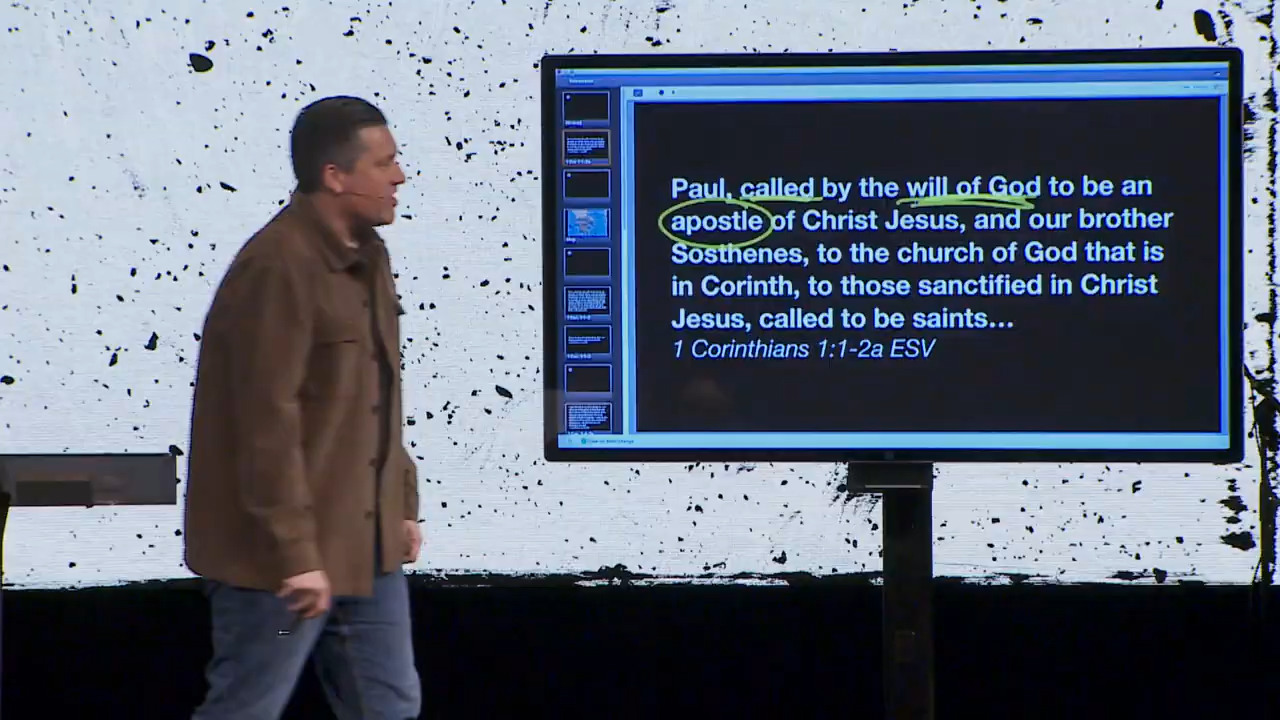 Paul, called by the will of God to be an
apostle of Christ Jesus, and our brother
Sosthenes, to the church of God that is
in Corinth, to those sanctified in Christ
Jesus, called to be saints…
1 Corinthians 1:1-2a ESV